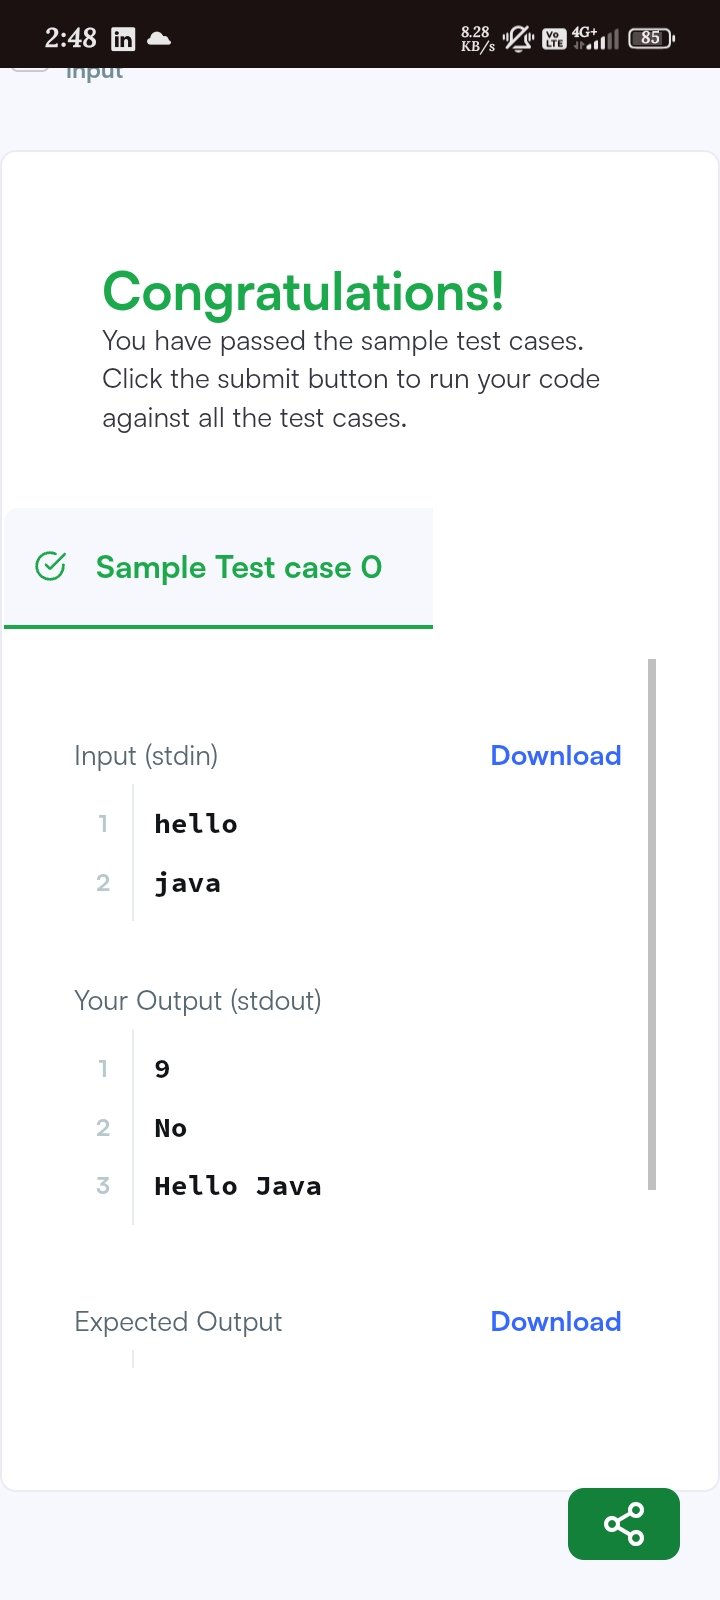 2:48 in 8.28 KB/s Vo LTE 4G+ 85
Input
Congratulations!
You have passed the sample test cases.
Click the submit button to run your code
against all the test cases.
Sample Test case 0
Input (stdin) Download
1 hello
2 java
Your Output (stdout)
1 9
2 No
3 Hello Java
Expected Output Download